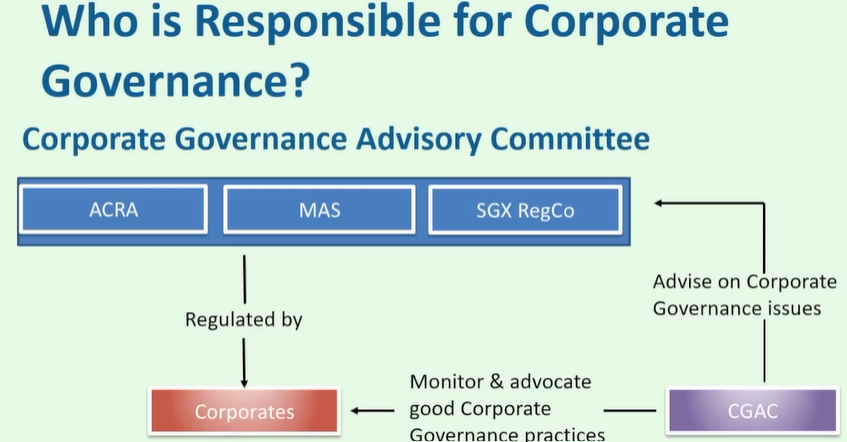 Who is Responsible for Corporate
Governance?
Corporate Governance Advisory Committee
ACRA
MAS
SGX RegCo
Advise on Corporate
Governance issues
Regulated by
Monitor & advocate
good Corporate
Governance practices
Corporates
CGAC